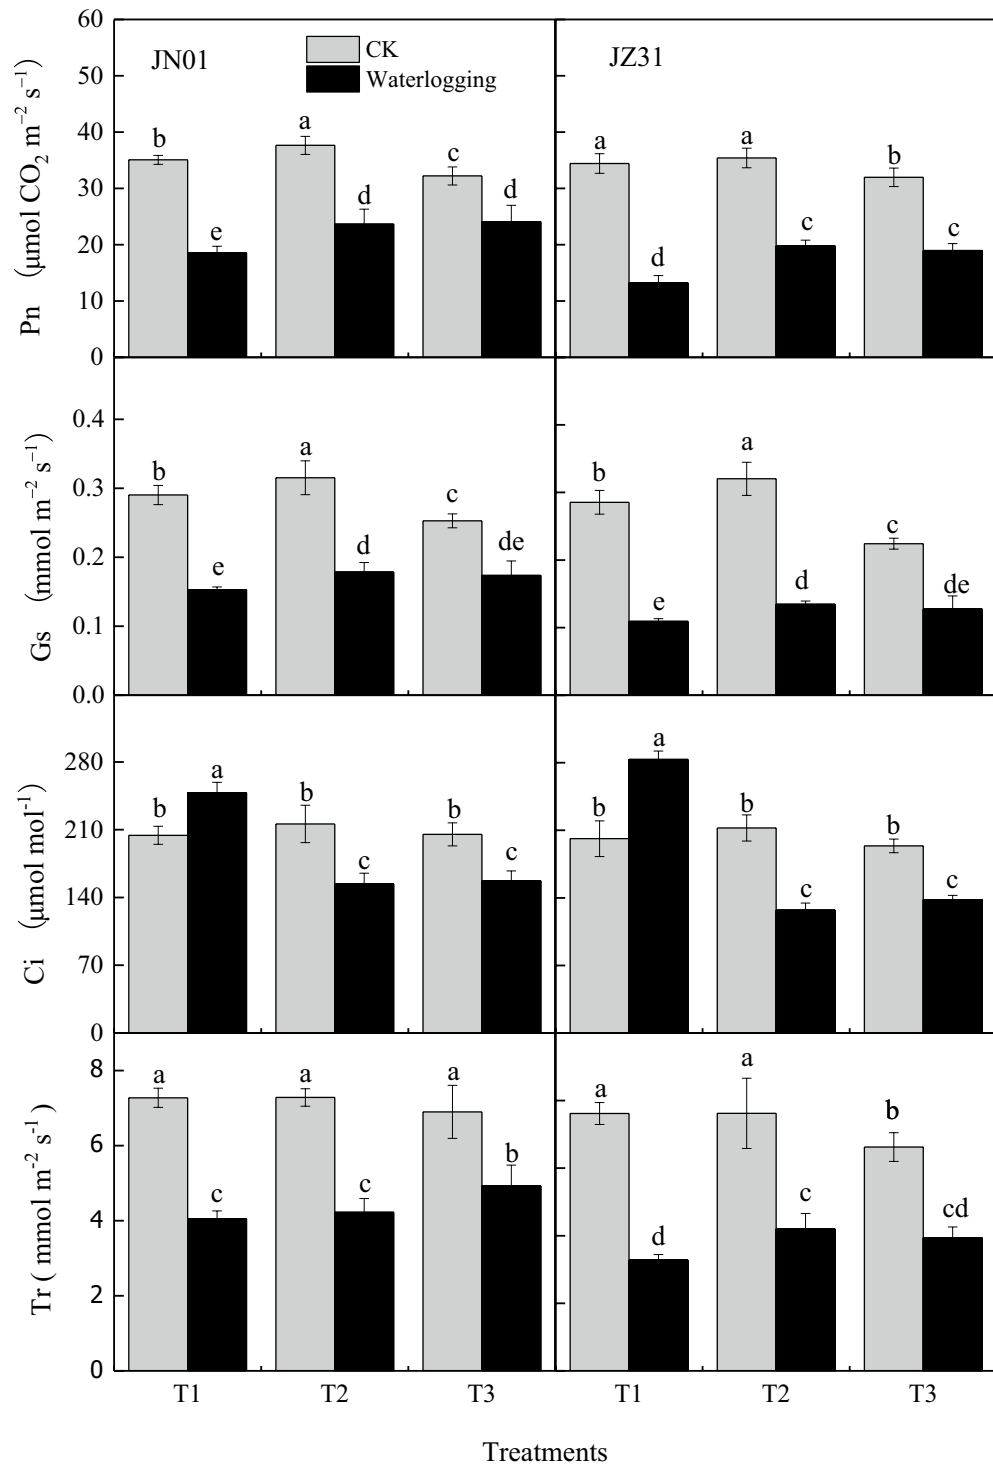 JN01
CK
Waterlogging
JZ31
Pn (μmol CO₂ m⁻² s⁻¹)
60
50
40
30
20
10
0
b e a d c d
a d a c b c
Gs (mmol m⁻² s⁻¹)
0.4
0.3
0.2
0.1
0.0
b e a d c de
b e a d c de
Ci (μmol mol⁻¹)
280
210
140
70
0
b a b c b c
b a b c b c
Tr ( mmol m⁻² s⁻¹ )
8
6
4
2
0
a c a c a b
a d a c b cd
T1 T2 T3 T1 T2 T3
Treatments